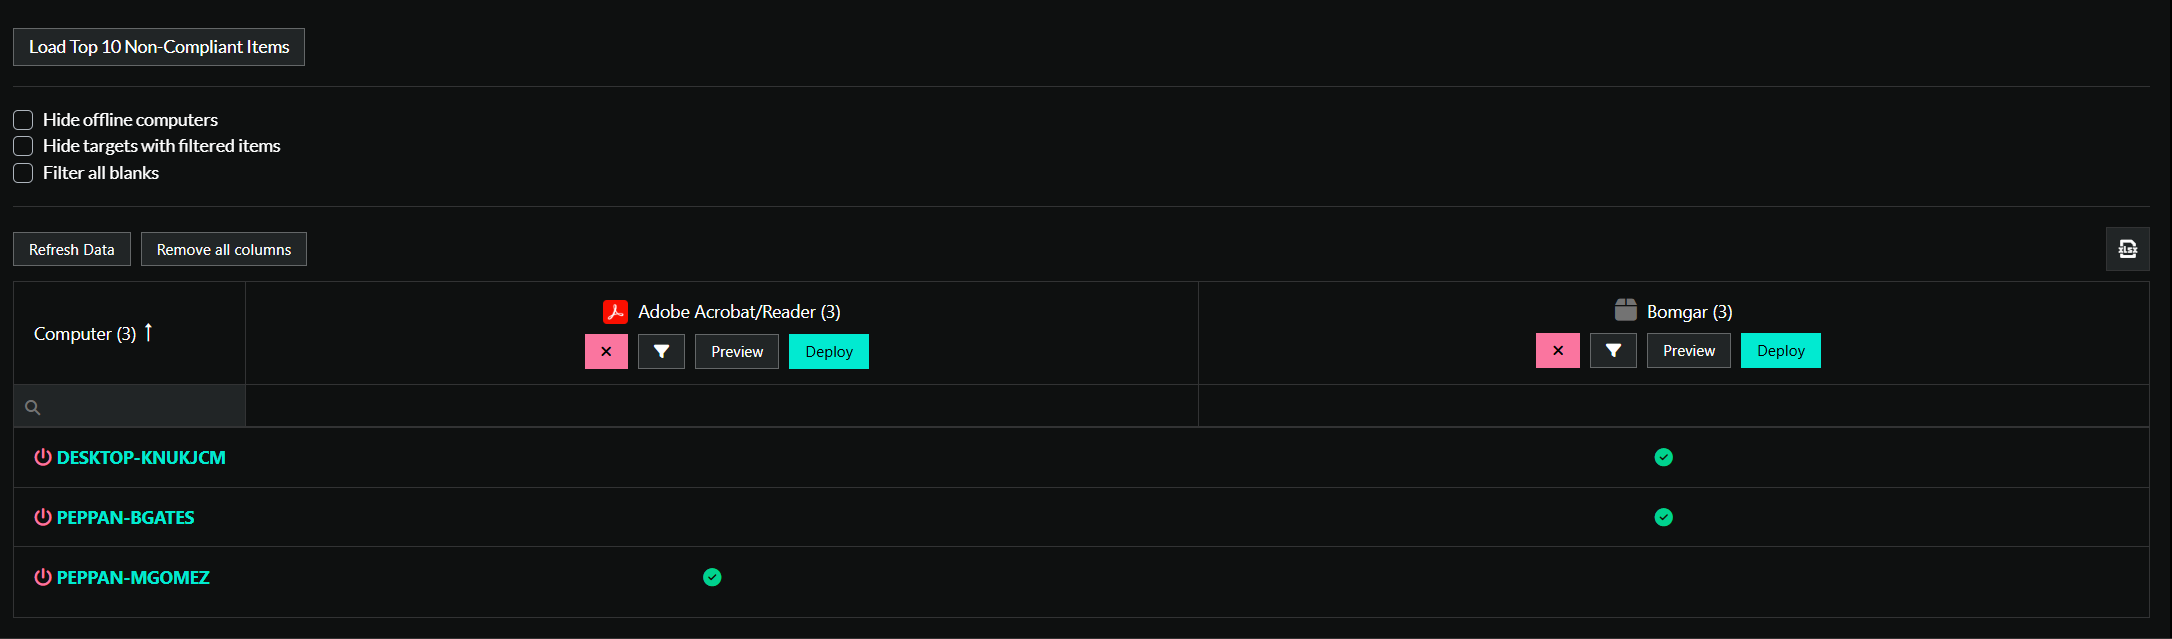 Load Top 10 Non-Compliant Items
Hide offline computers
Hide targets with filtered items
Filter all blanks
Refresh Data
Remove all columns
xlsx
Computer (3)
Adobe Acrobat/Reader (3)
Preview
Deploy
Bomgar (3)
Preview
Deploy
DESKTOP-KNUKJCM
PEPPAN-BGATES
PEPPAN-MGOMEZ